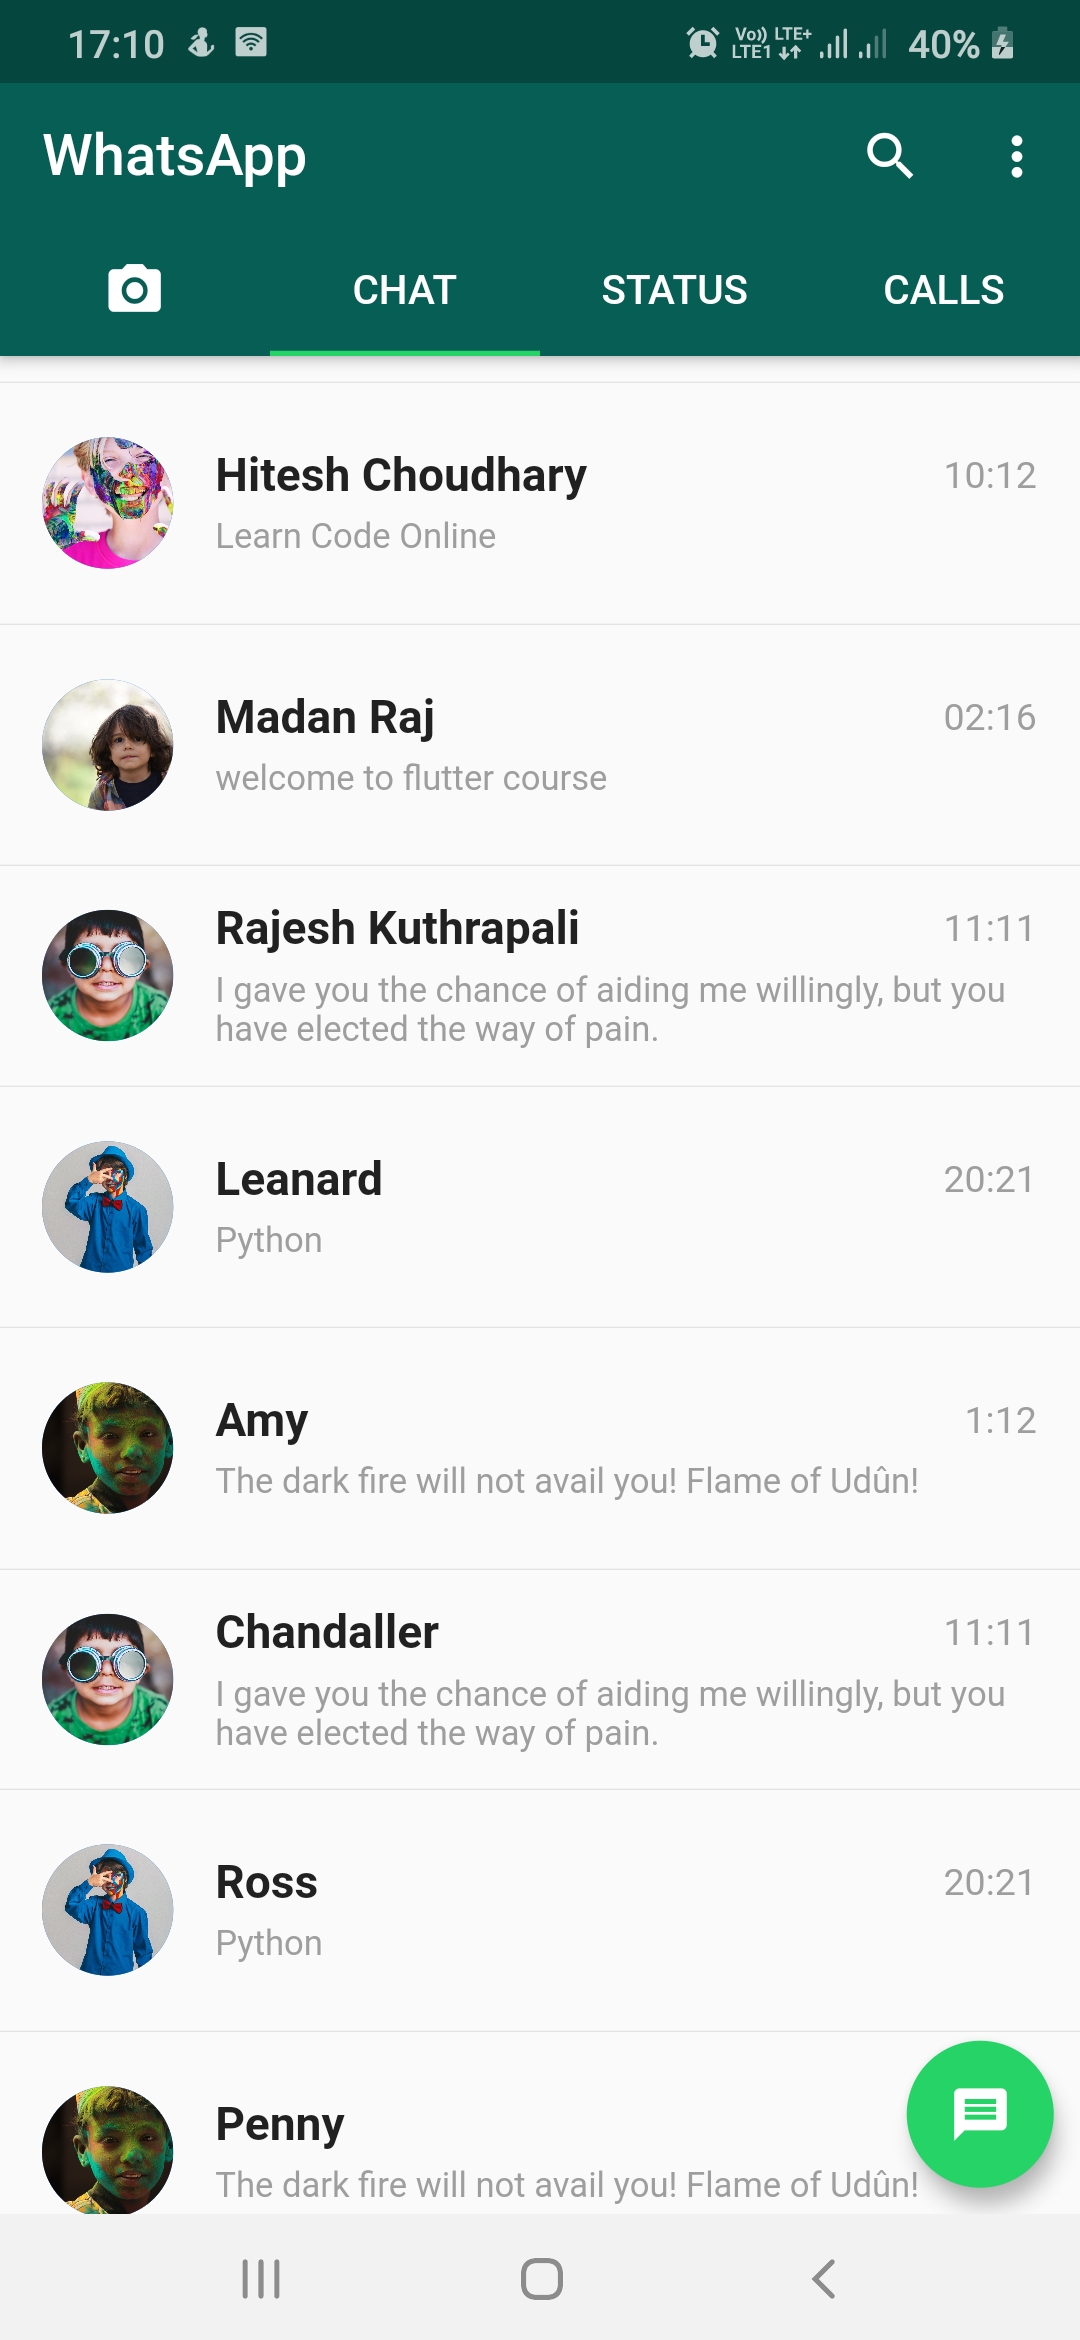 17:10
Vo)) LTE+
LTE1
40%
WhatsApp
CHAT STATUS CALLS
Hitesh Choudhary 10:12
Learn Code Online
Madan Raj 02:16
welcome to flutter course
Rajesh Kuthrapali 11:11
I gave you the chance of aiding me willingly, but you
have elected the way of pain.
Leanard 20:21
Python
Amy 1:12
The dark fire will not avail you! Flame of Udûn!
Chandaller 11:11
I gave you the chance of aiding me willingly, but you
have elected the way of pain.
Ross 20:21
Python
Penny
The dark fire will not avail you! Flame of Udûn!